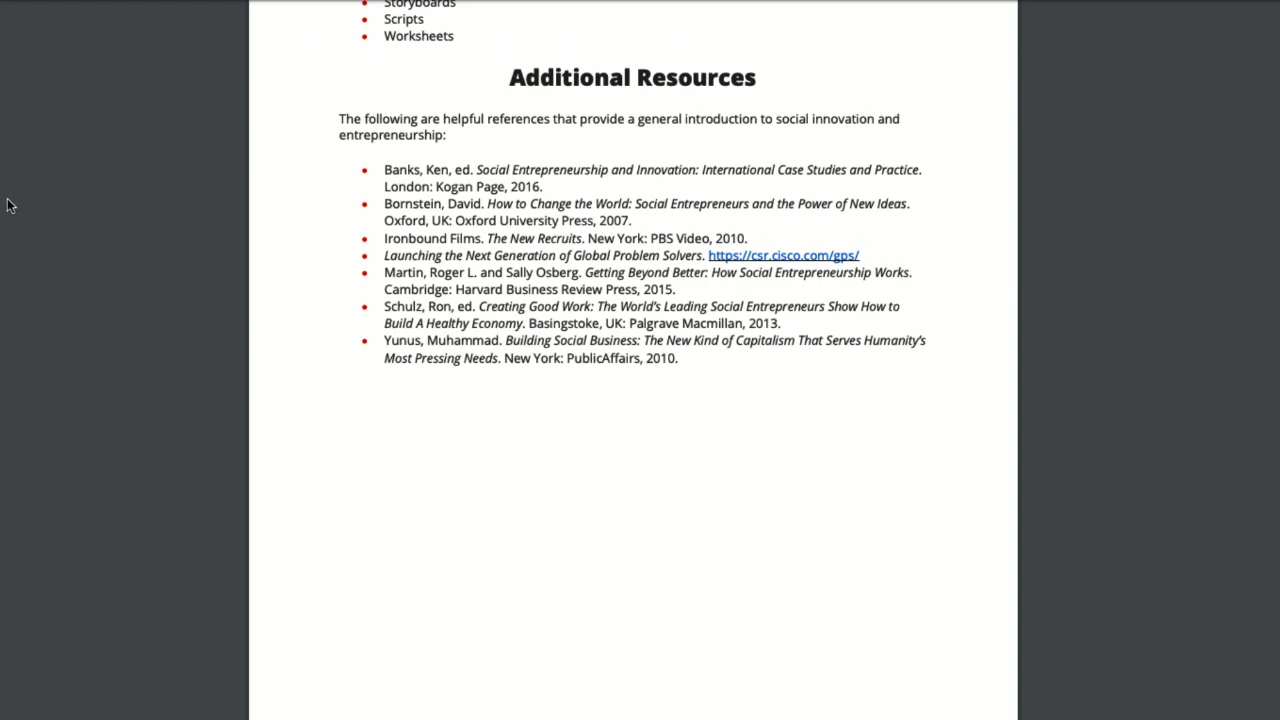 Storyboards
Scripts
Worksheets
Additional Resources
The following are helpful references that provide a general introduction to social innovation and
entrepreneurship:
Banks, Ken, ed. Social Entrepreneurship and Innovation: International Case Studies and Practice.
London: Kogan Page, 2016.
Bornstein, David. How to Change the World: Social Entrepreneurs and the Power of New Ideas.
Oxford, UK: Oxford University Press, 2007.
Ironbound Films. The New Recruits. New York: PBS Video, 2010.
Launching the Next Generation of Global Problem Solvers. https://csr.cisco.com/gps/
Martin, Roger L. and Sally Osberg. Getting Beyond Better: How Social Entrepreneurship Works.
Cambridge: Harvard Business Review Press, 2015.
Schulz, Ron, ed. Creating Good Work: The World’s Leading Social Entrepreneurs Show How to
Build A Healthy Economy. Basingstoke, UK: Palgrave Macmillan, 2013.
Yunus, Muhammad. Building Social Business: The New Kind of Capitalism That Serves Humanity’s
Most Pressing Needs. New York: PublicAffairs, 2010.